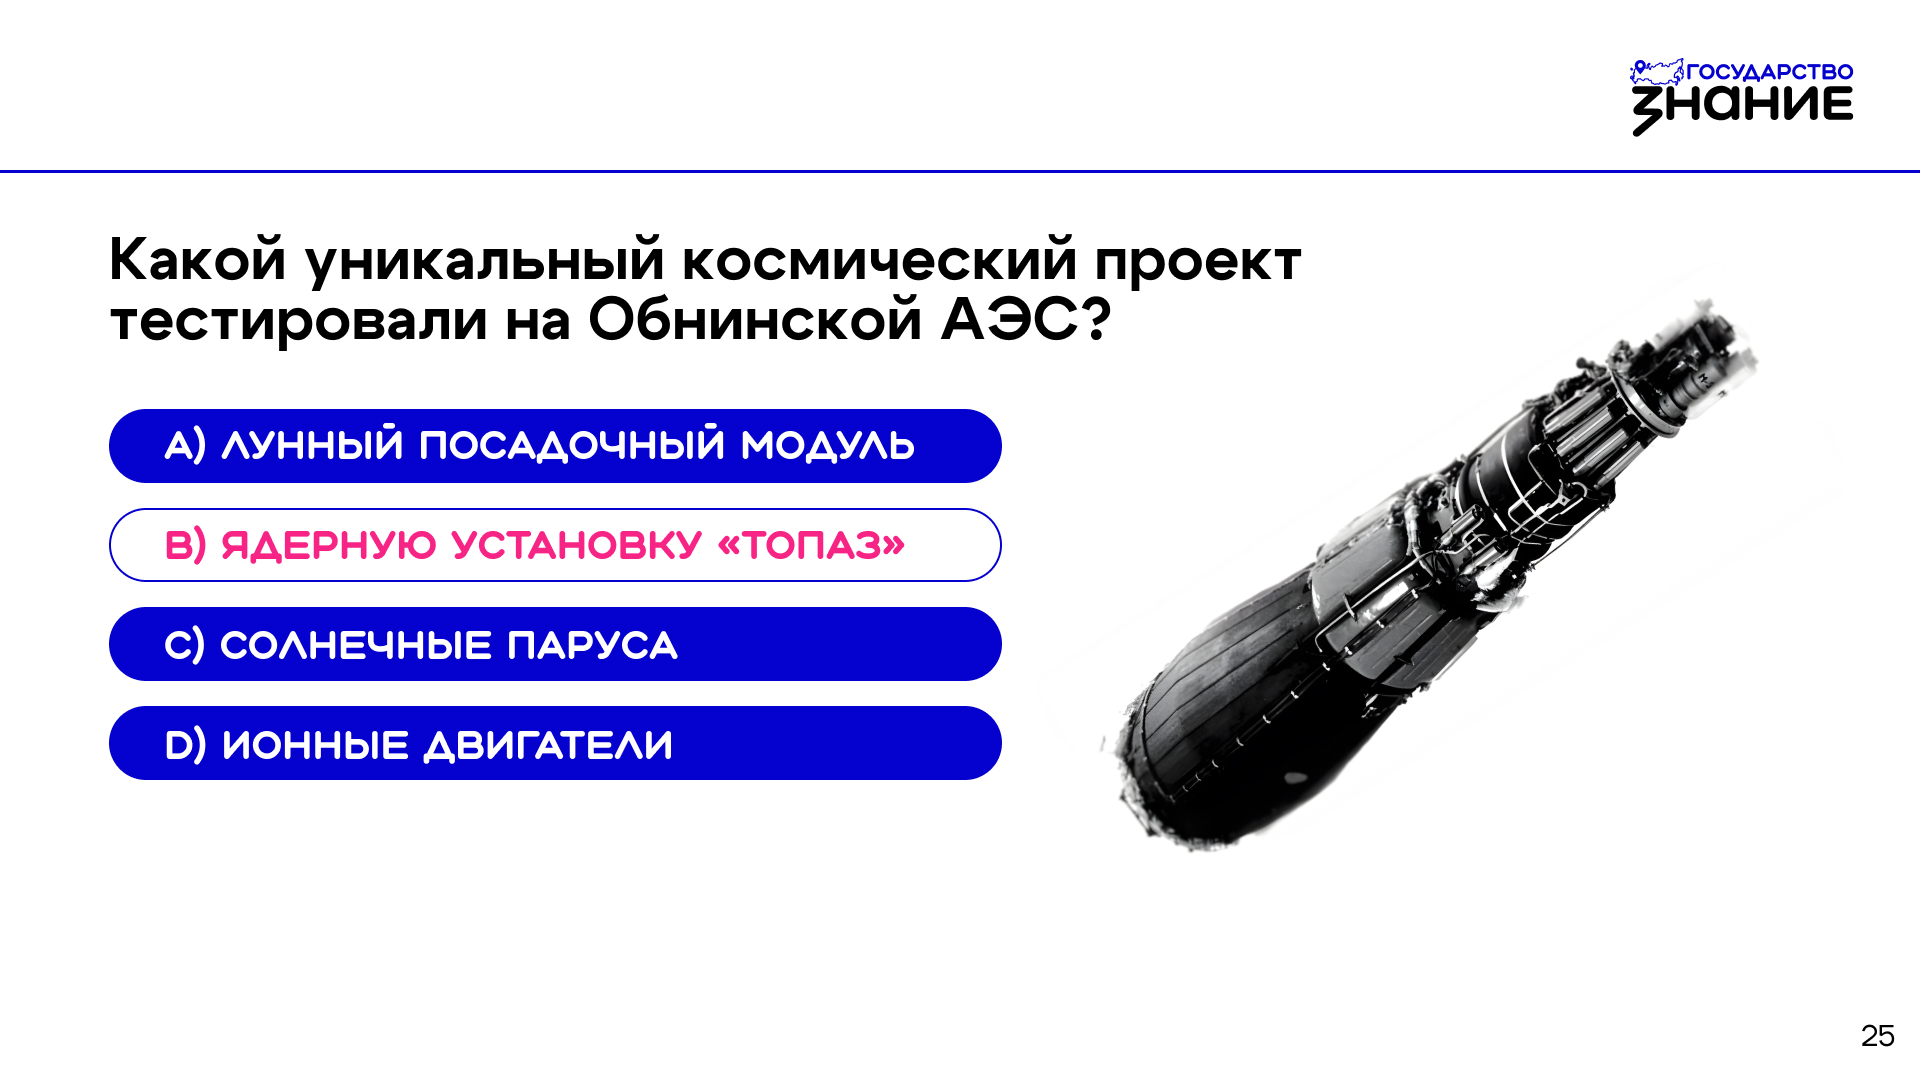 ГОСУДАРСТВО
ЗНАНИЕ
Какой уникальный космический проект
тестировали на Обнинской АЭС?
A) ЛУННЫЙ ПОСАДОЧНЫЙ МОДУЛЬ
B) ЯДЕРНУЮ УСТАНОВКУ «ТОПАЗ»
C) СОЛНЕЧНЫЕ ПАРУСА
D) ИОННЫЕ ДВИГАТЕЛИ
25